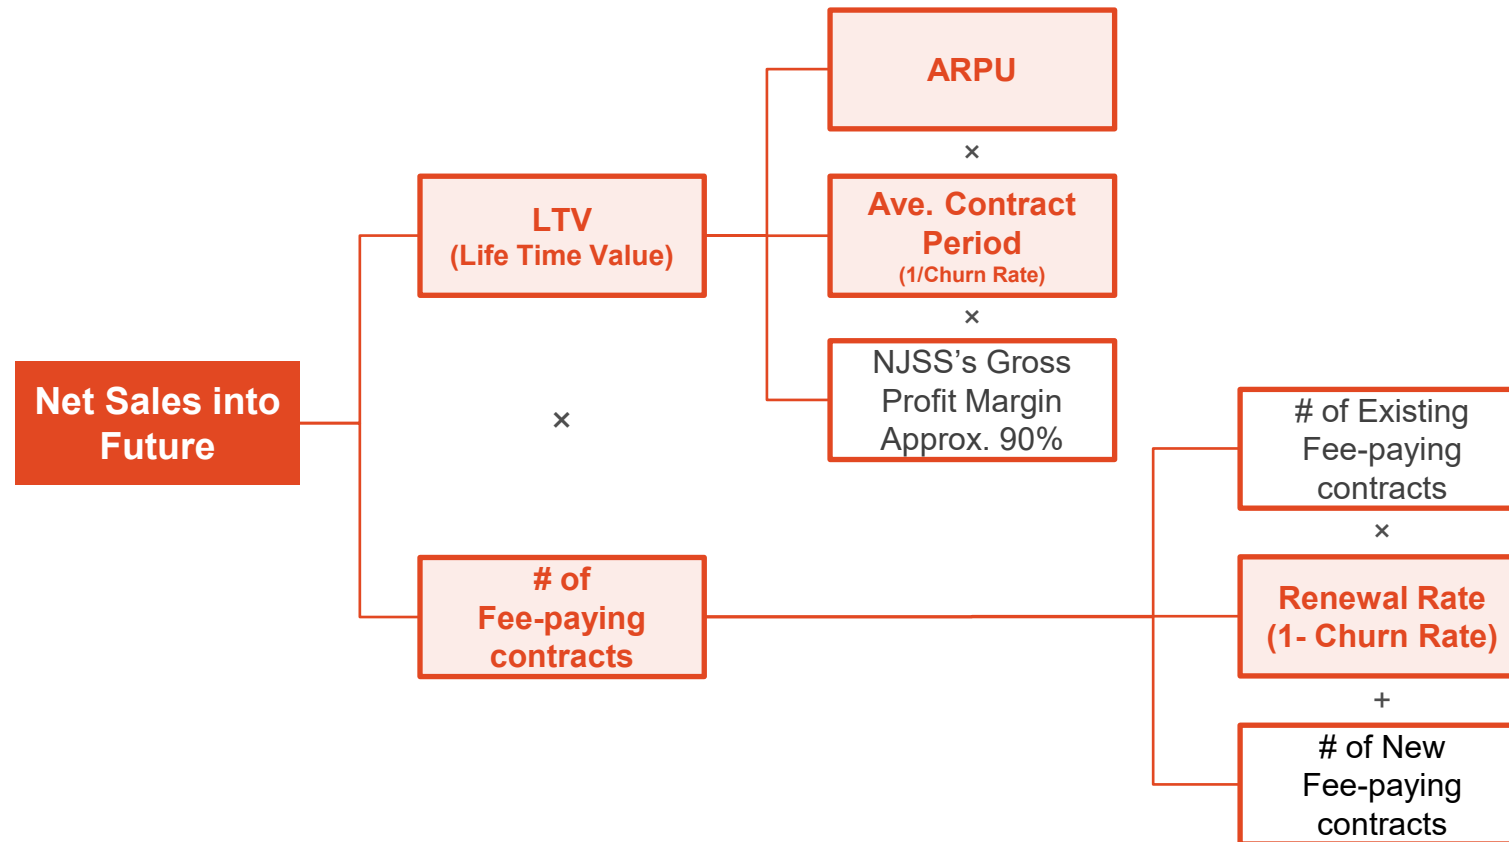 ARPU
×
LTV
(Life Time Value)
Ave. Contract
Period
(1/Churn Rate)
×
NJSS’s Gross
Profit Margin
Approx. 90%
Net Sales into
Future
×
# of
Fee-paying
contracts
# of Existing
Fee-paying
contracts
×
Renewal Rate
(1- Churn Rate)
+
# of New
Fee-paying
contracts